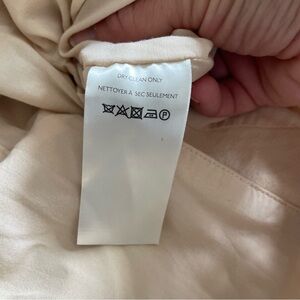 DRY CLEAN ONLY
NETTOYER A SEC SEULEMENT
P